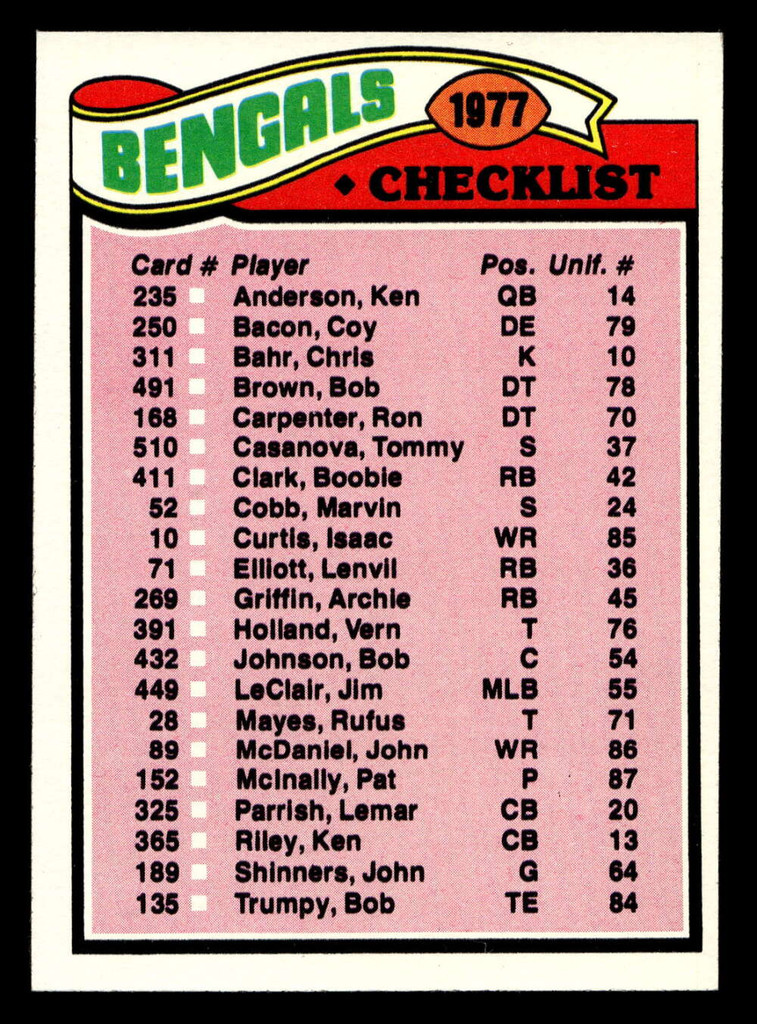 BENGALS 1977
◆ CHECKLIST
Card # Player Pos. Unif. #
235 Anderson, Ken QB 14
250 Bacon, Coy DE 79
311 Bahr, Chris K 10
491 Brown, Bob DT 78
168 Carpenter, Ron DT 70
510 Casanova, Tommy S 37
411 Clark, Boobie RB 42
52 Cobb, Marvin S 24
10 Curtis, Isaac WR 85
71 Elliott, Lenvil RB 36
269 Griffin, Archie RB 45
391 Holland, Vern T 76
432 Johnson, Bob C 54
449 LeClair, Jim MLB 55
28 Mayes, Rufus T 71
89 McDaniel, John WR 86
152 McInally, Pat P 87
325 Parrish, Lemar CB 20
365 Riley, Ken CB 13
189 Shinners, John G 64
135 Trumpy, Bob TE 84